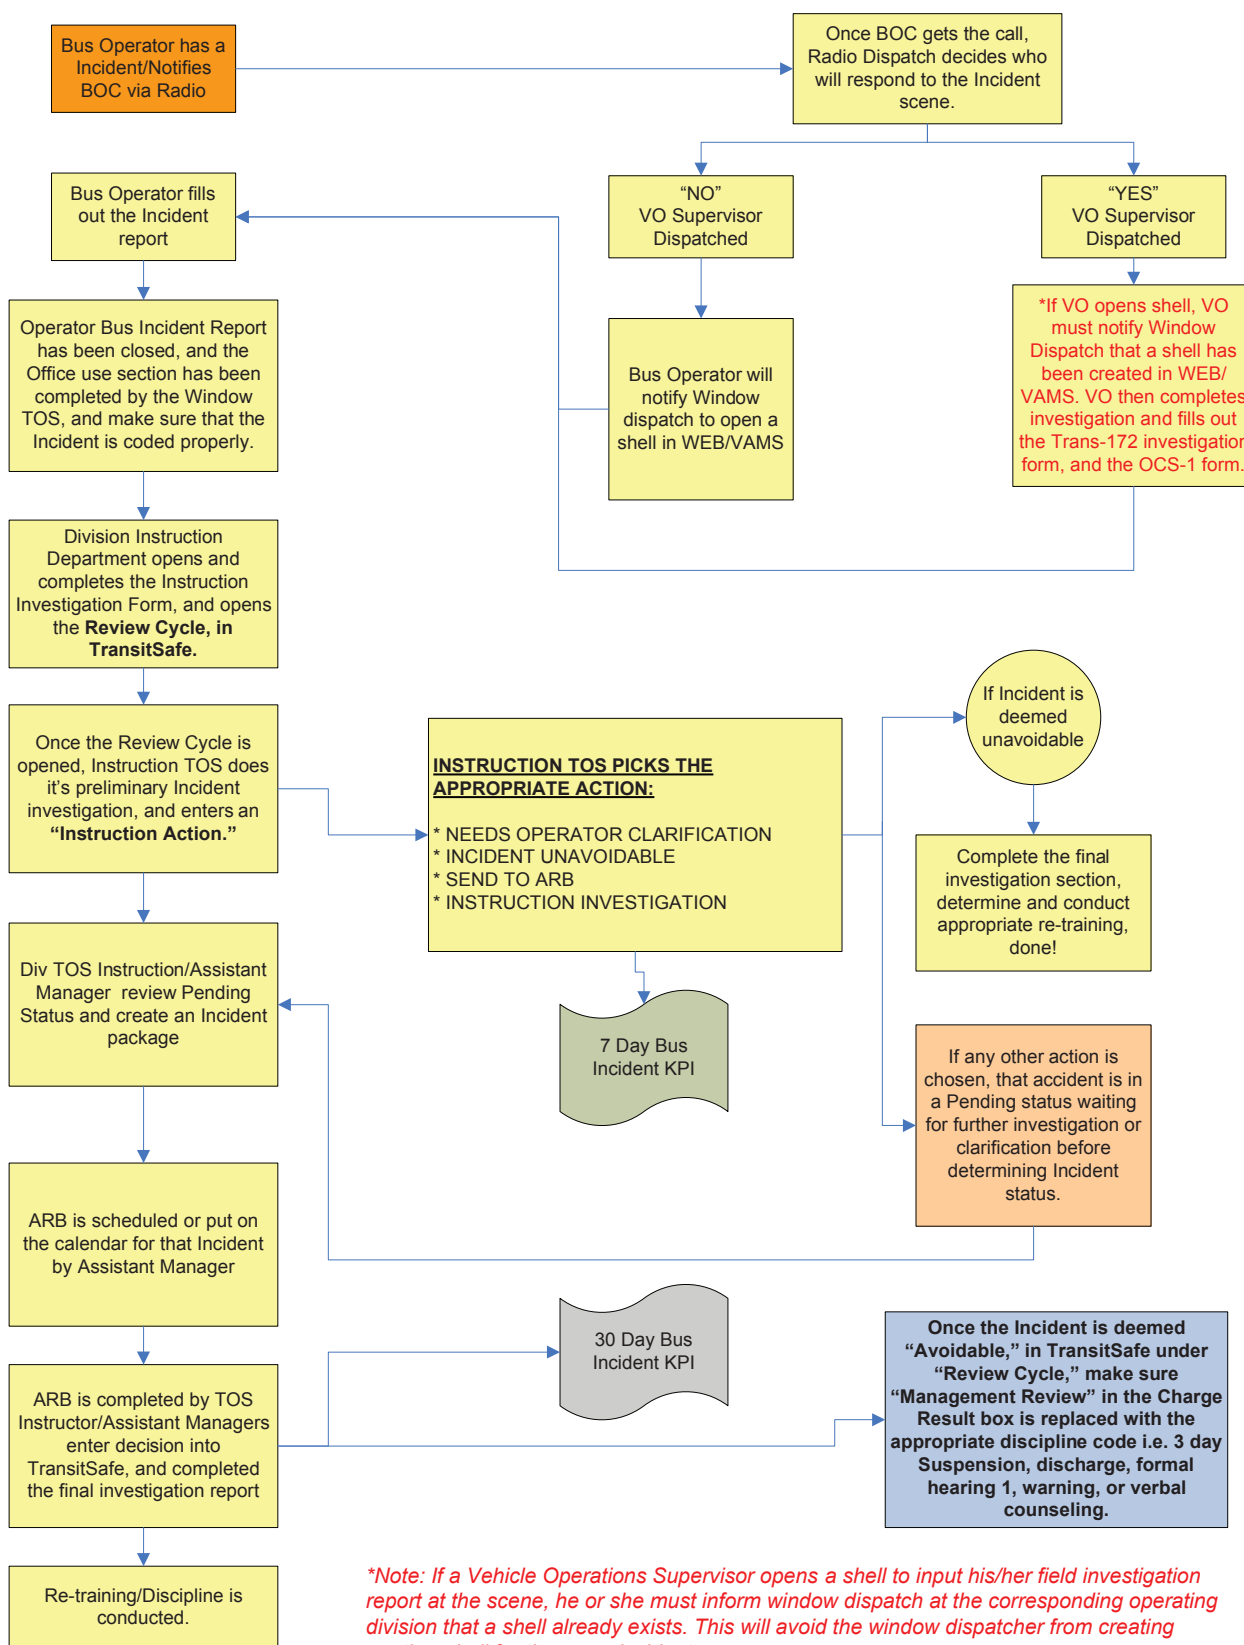 Bus Operator has a
Incident/Notifies
BOC via Radio
Once BOC gets the call,
Radio Dispatch decides who
will respond to the Incident
scene.
“NO”
VO Supervisor
Dispatched
“YES”
VO Supervisor
Dispatched
Bus Operator fills
out the Incident
report
Bus Operator will
notify Window
dispatch to open a
shell in WEB/VAMS
*If VO opens shell, VO
must notify Window
Dispatch that a shell has
been created in WEB/
VAMS. VO then completes
investigation and fills out
the Trans-172 investigation
form, and the OCS-1 form.
Operator Bus Incident Report
has been closed, and the
Office use section has been
completed by the Window
TOS, and make sure that the
Incident is coded properly.
Division Instruction
Department opens and
completes the Instruction
Investigation Form, and opens
the Review Cycle, in
TransitSafe.
Once the Review Cycle is
opened, Instruction TOS does
it’s preliminary Incident
investigation, and enters an
“Instruction Action.”
INSTRUCTION TOS PICKS THE
APPROPRIATE ACTION:
* NEEDS OPERATOR CLARIFICATION
* INCIDENT UNAVOIDABLE
* SEND TO ARB
* INSTRUCTION INVESTIGATION
If Incident is
deemed
unavoidable
Complete the final
investigation section,
determine and conduct
appropriate re-training,
done!
7 Day Bus
Incident KPI
If any other action is
chosen, that accident is in
a Pending status waiting
for further investigation or
clarification before
determining Incident
status.
Div TOS Instruction/Assistant
Manager review Pending
Status and create an Incident
package
ARB is scheduled or put on
the calendar for that Incident
by Assistant Manager
30 Day Bus
Incident KPI
ARB is completed by TOS
Instructor/Assistant Managers
enter decision into
TransitSafe, and completed
the final investigation report
Once the Incident is deemed
“Avoidable,” in TransitSafe under
“Review Cycle,” make sure
“Management Review” in the Charge
Result box is replaced with the
appropriate discipline code i.e. 3 day
Suspension, discharge, formal
hearing 1, warning, or verbal
counseling.
Re-training/Discipline is
conducted.
*Note: If a Vehicle Operations Supervisor opens a shell to input his/her field investigation
report at the scene, he or she must inform window dispatch at the corresponding operating
division that a shell already exists. This will avoid the window dispatcher from creating